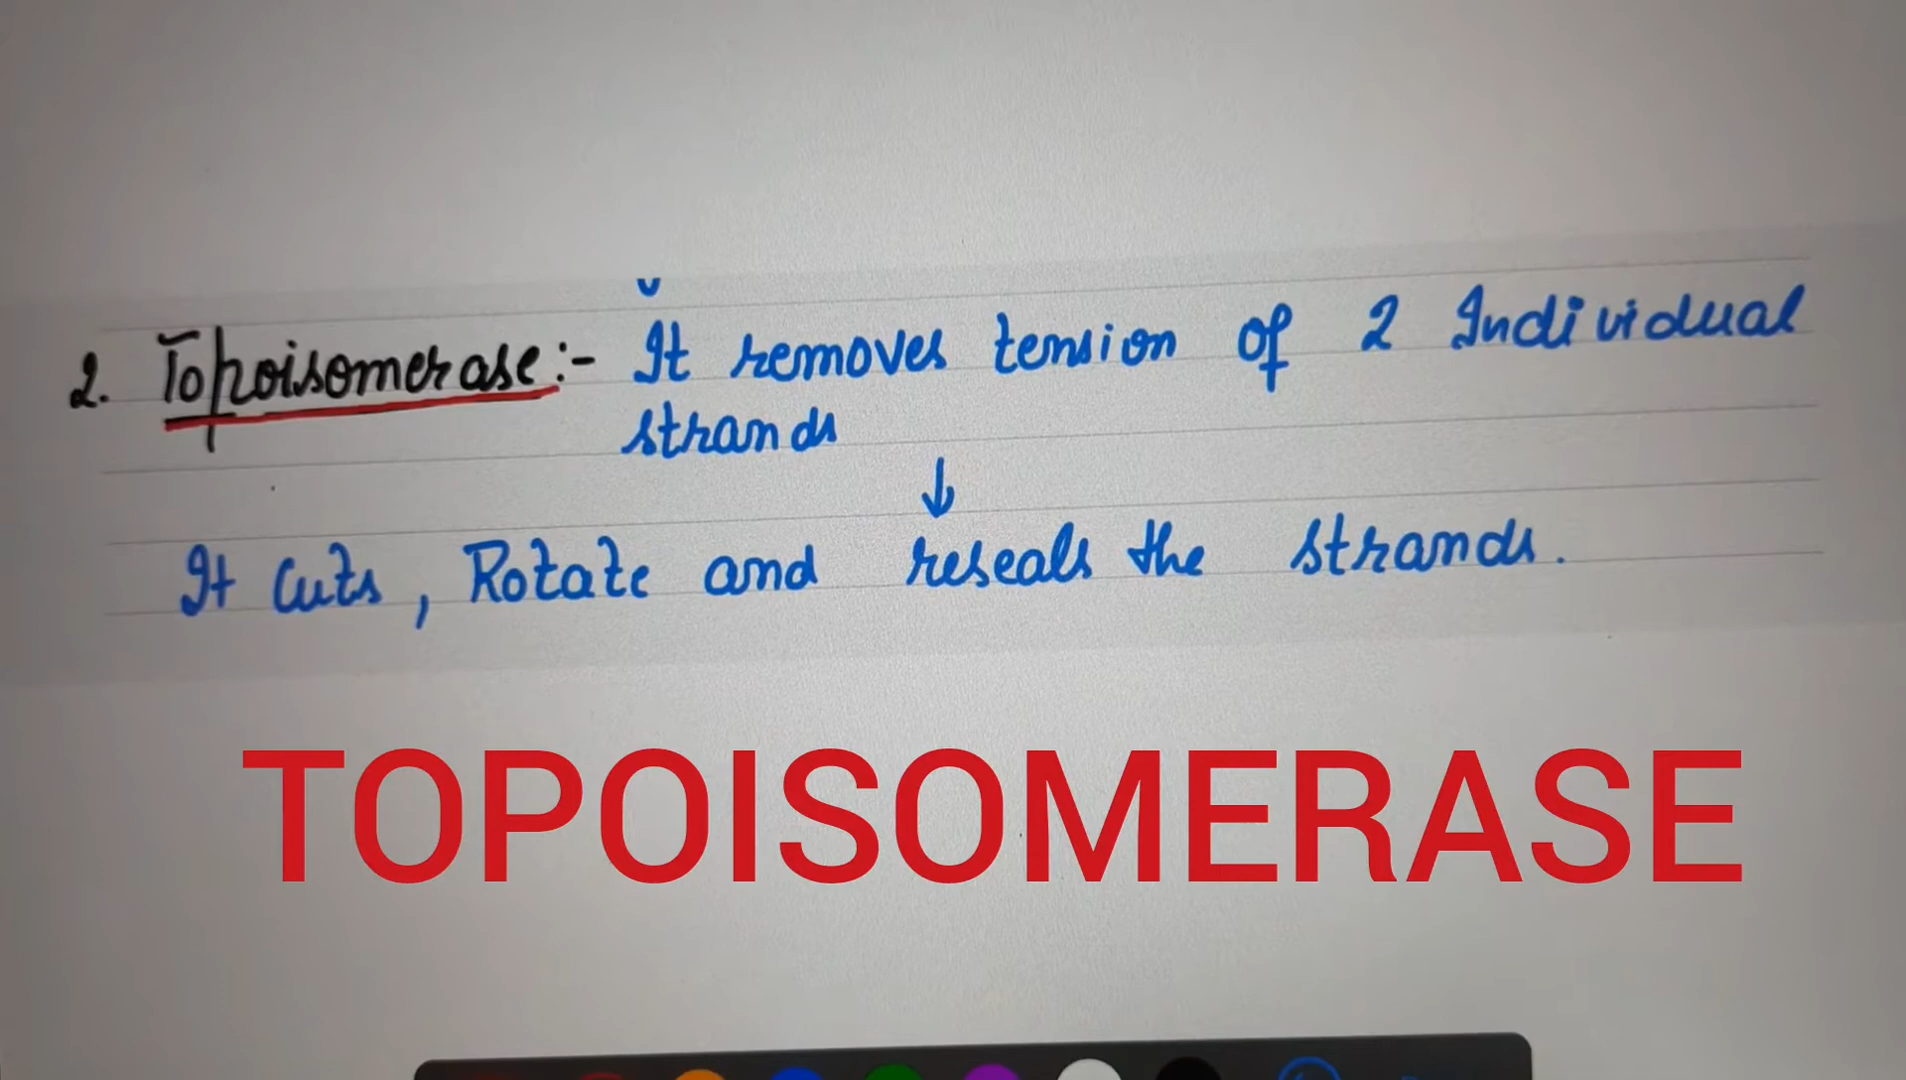 2. Topoisomerase:- It removes tension of 2 Individual
strands
↓
It Cuts, Rotate and reseals the strands.
TOPOISOMERASE